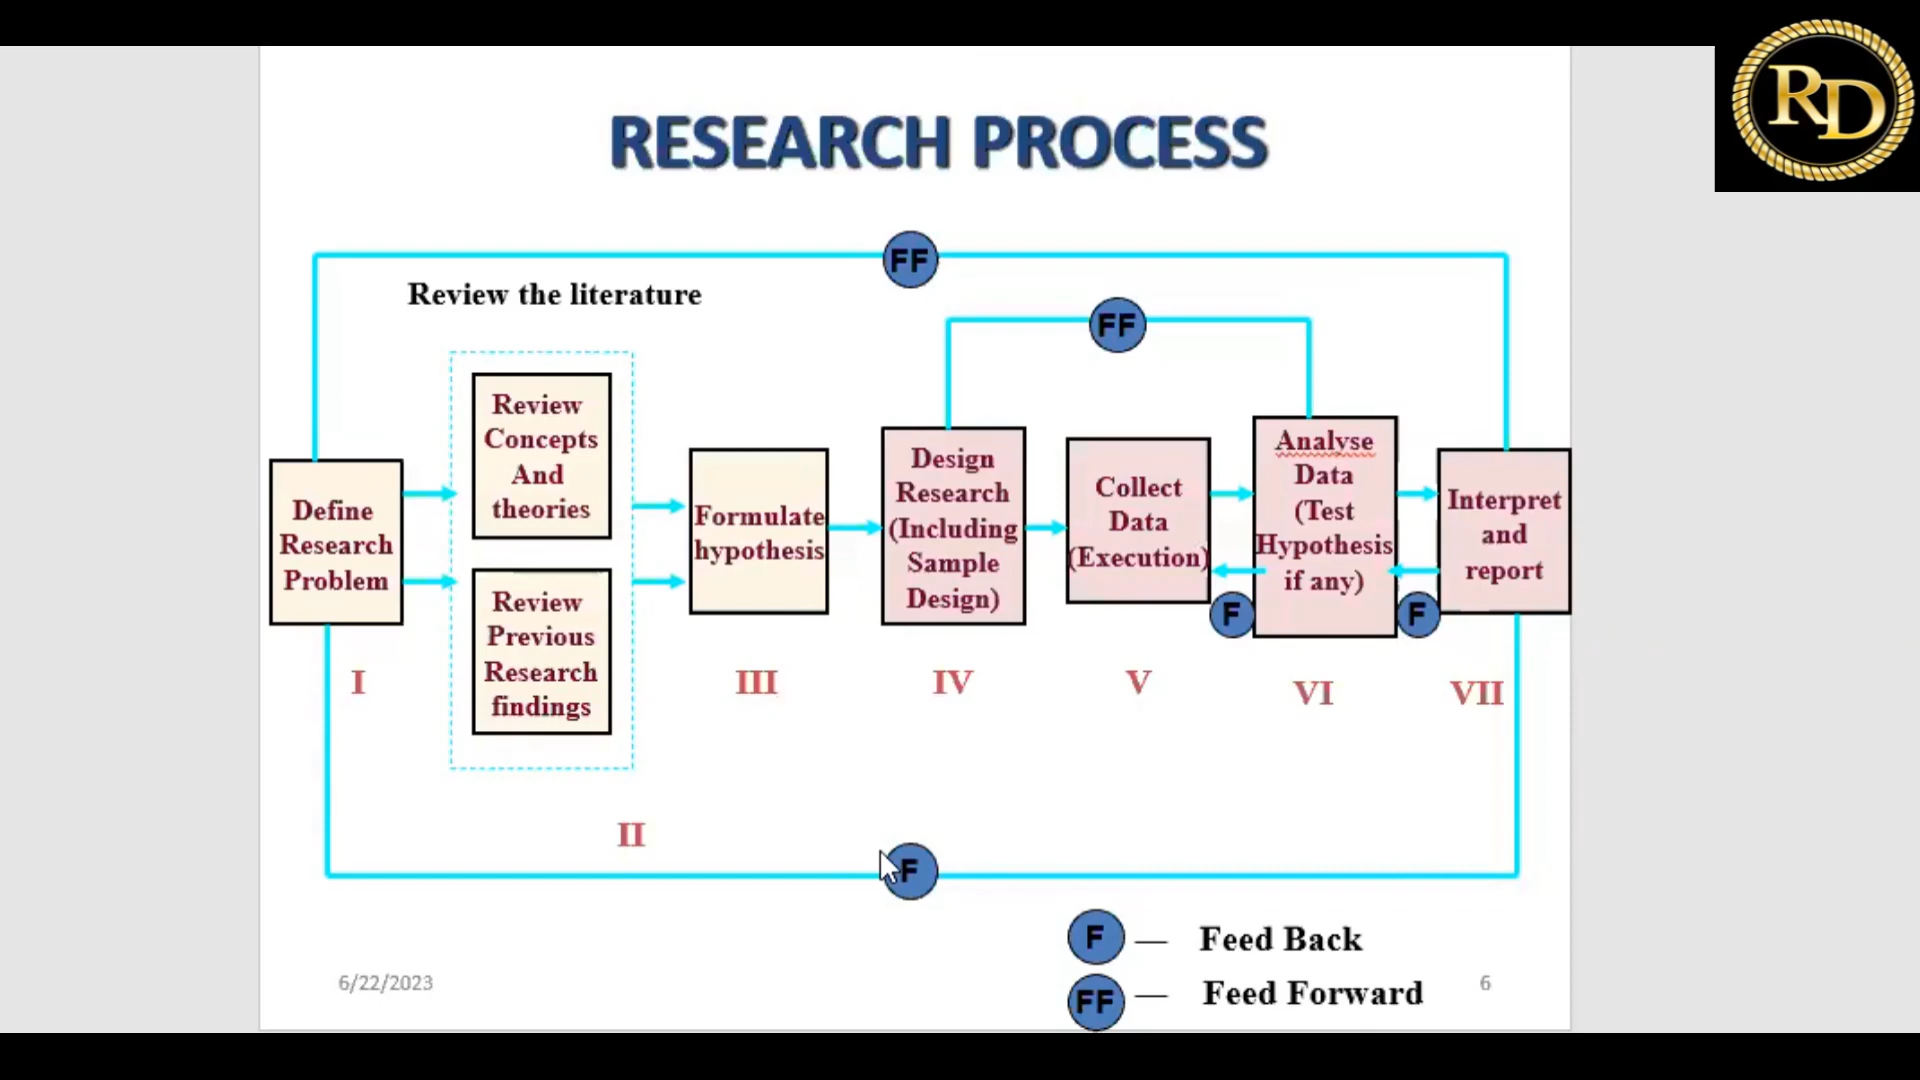 RD
RESEARCH PROCESS
FF
Review the literature
FF
Define
Research
Problem
Review
Concepts
And
theories
Review
Previous
Research
findings
Formulate
hypothesis
Design
Research
(Including
Sample
Design)
Collect
Data
(Execution)
Analyse
Data
(Test
Hypothesis
if any)
Interpret
and
report
F
F
I
II
III
IV
V
VI
VII
F
F — Feed Back
FF — Feed Forward
6/22/2023
6